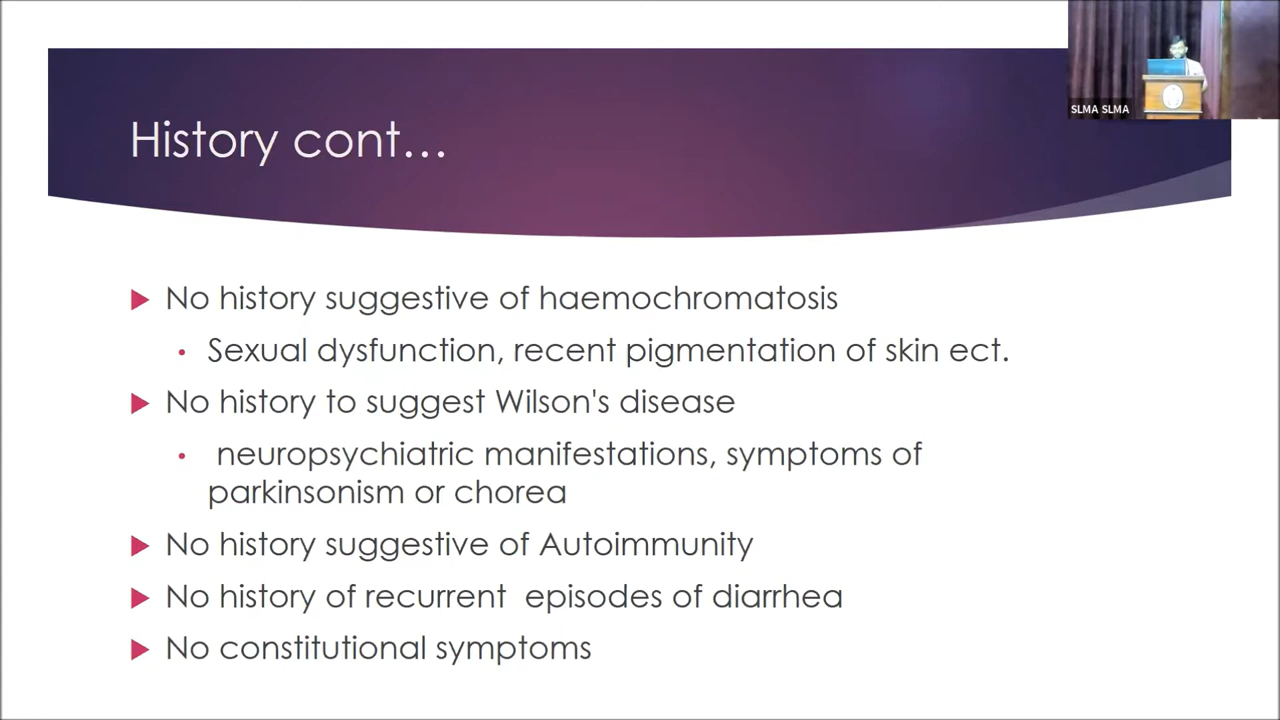 SLMA SLMA
History cont...
No history suggestive of haemochromatosis
Sexual dysfunction, recent pigmentation of skin ect.
No history to suggest Wilson's disease
neuropsychiatric manifestations, symptoms of
parkinsonism or chorea
No history suggestive of Autoimmunity
No history of recurrent episodes of diarrhea
No constitutional symptoms